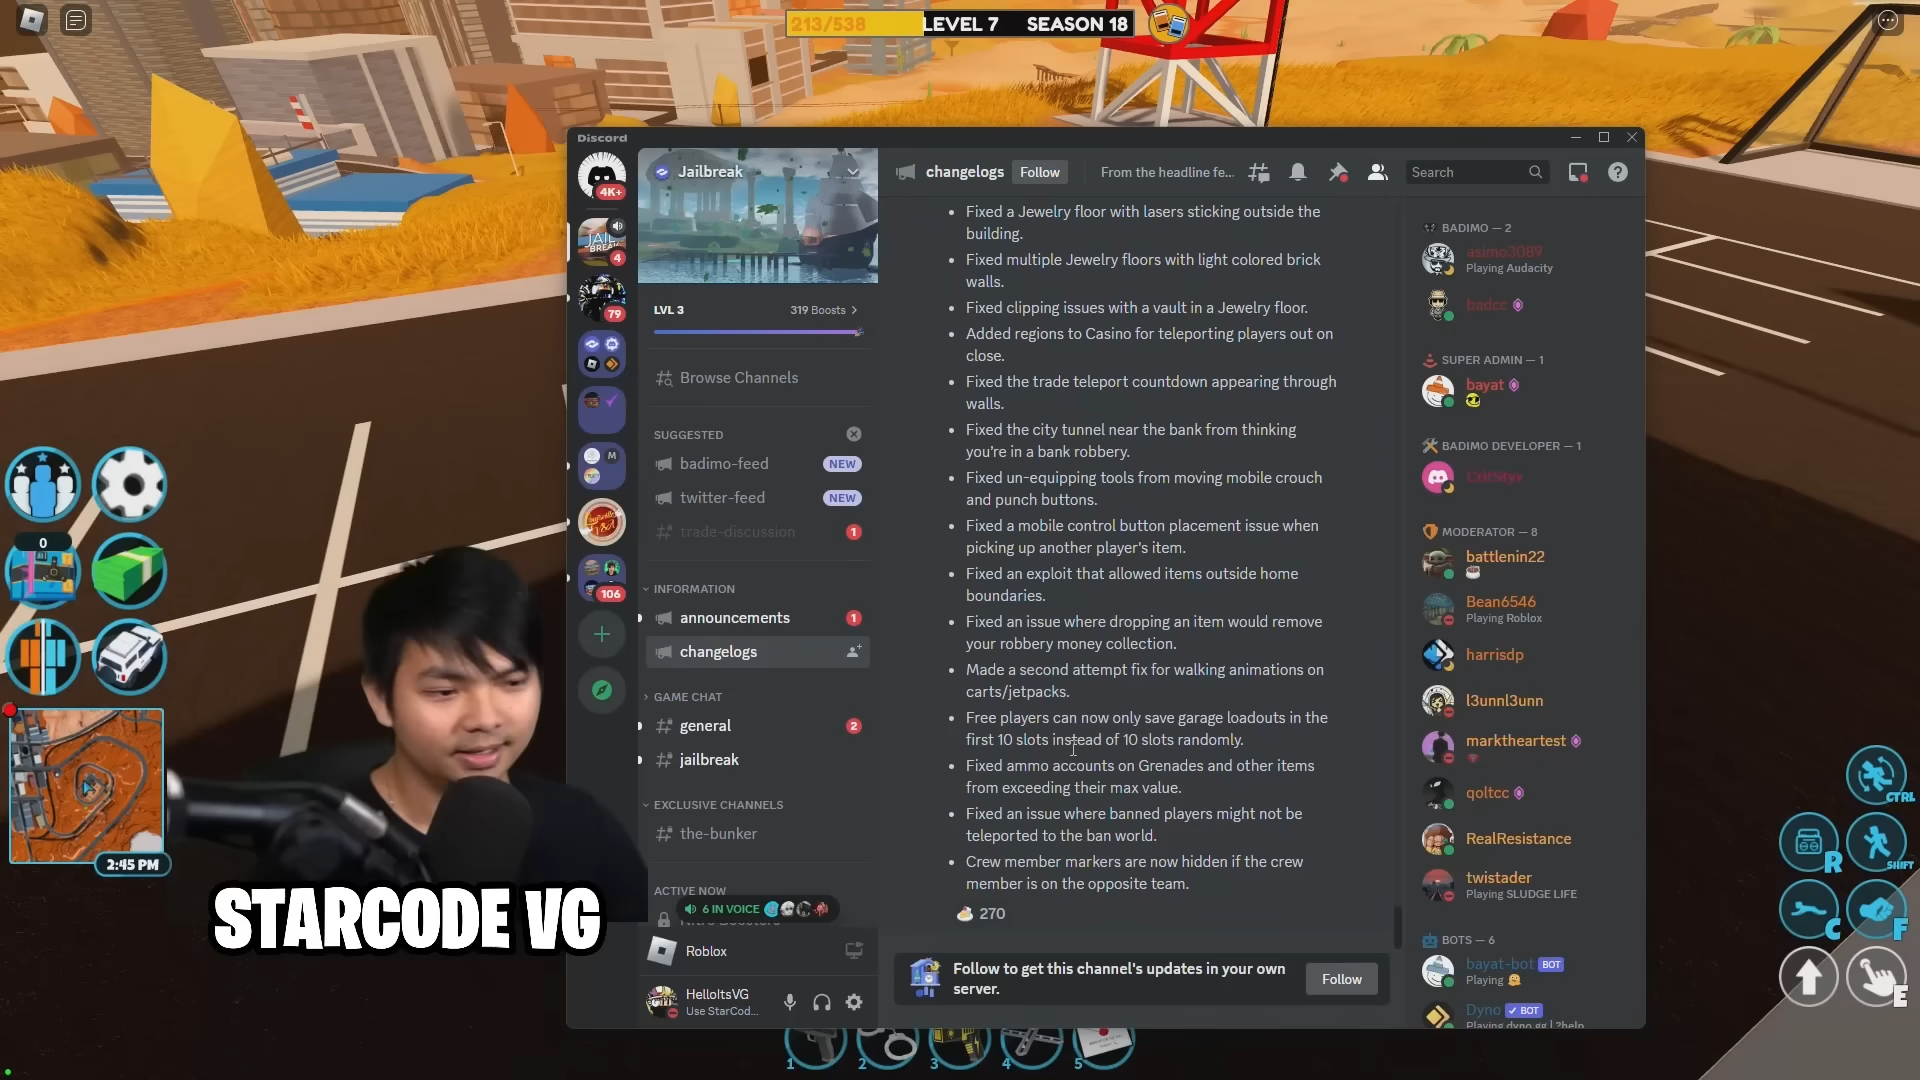 213/538
LEVEL 7
SEASON 18
Discord
4K+
4
79
106
Jailbreak
LVL 3
319 Boosts
Browse Channels
SUGGESTED
badimo-feed
NEW
twitter-feed
NEW
trade-discussion
1
INFORMATION
announcements
1
changelogs
GAME CHAT
general
2
jailbreak
EXCLUSIVE CHANNELS
the-bunker
ACTIVE NOW
6 IN VOICE
Roblox
HelloItsVG
Use StarCod...
changelogs
Follow
From the headline fe...
Search
Fixed a Jewelry floor with lasers sticking outside the
building.
Fixed multiple Jewelry floors with light colored brick
walls.
Fixed clipping issues with a vault in a Jewelry floor.
Added regions to Casino for teleporting players out on
close.
Fixed the trade teleport countdown appearing through
walls.
Fixed the city tunnel near the bank from thinking
you're in a bank robbery.
Fixed un-equipping tools from moving mobile crouch
and punch buttons.
Fixed a mobile control button placement issue when
picking up another player's item.
Fixed an exploit that allowed items outside home
boundaries.
Fixed an issue where dropping an item would remove
your robbery money collection.
Made a second attempt fix for walking animations on
carts/jetpacks.
Free players can now only save garage loadouts in the
first 10 slots instead of 10 slots randomly.
Fixed ammo accounts on Grenades and other items
from exceeding their max value.
Fixed an issue where banned players might not be
teleported to the ban world.
Crew member markers are now hidden if the crew
member is on the opposite team.
270
Follow to get this channel's updates in your own
server.
Follow
BADIMO — 2
asimo3089
Playing Audacity
badcc
SUPER ADMIN — 1
bayat
BADIMO DEVELOPER — 1
MODERATOR — 8
battlenin22
Bean6546
Playing Roblox
harrisdp
l3unnl3unn
marktheartest
qoltcc
RealResistance
twistader
Playing SLUDGE LIFE
BOTS — 6
bayat-bot
BOT
Playing
Dyno
BOT
Playing dyno.gg | ?help
0
2:45 PM
STARCODE VG
1
2
3
4
5
CTRL
R
SHIFT
C
F
E